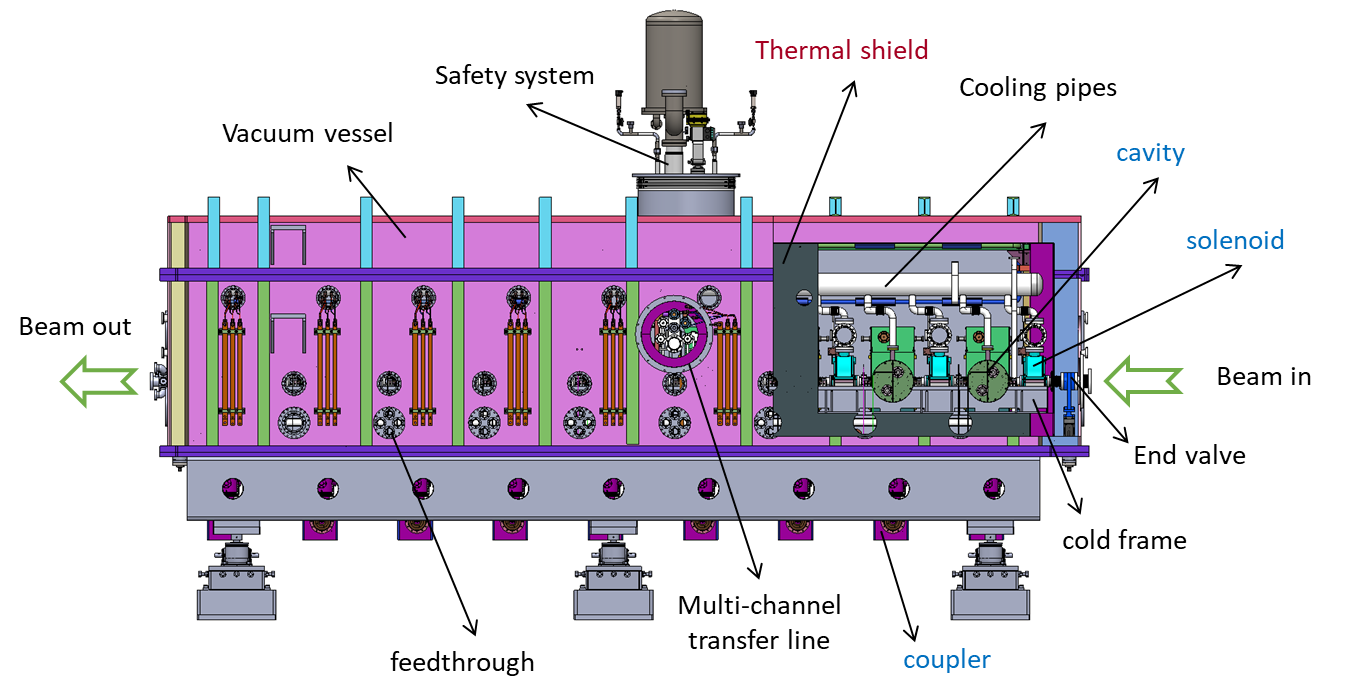 Thermal shield
Safety system
Cooling pipes
Vacuum vessel
cavity
solenoid
Beam out
Beam in
End valve
cold frame
Multi-channel
transfer line
feedthrough
coupler